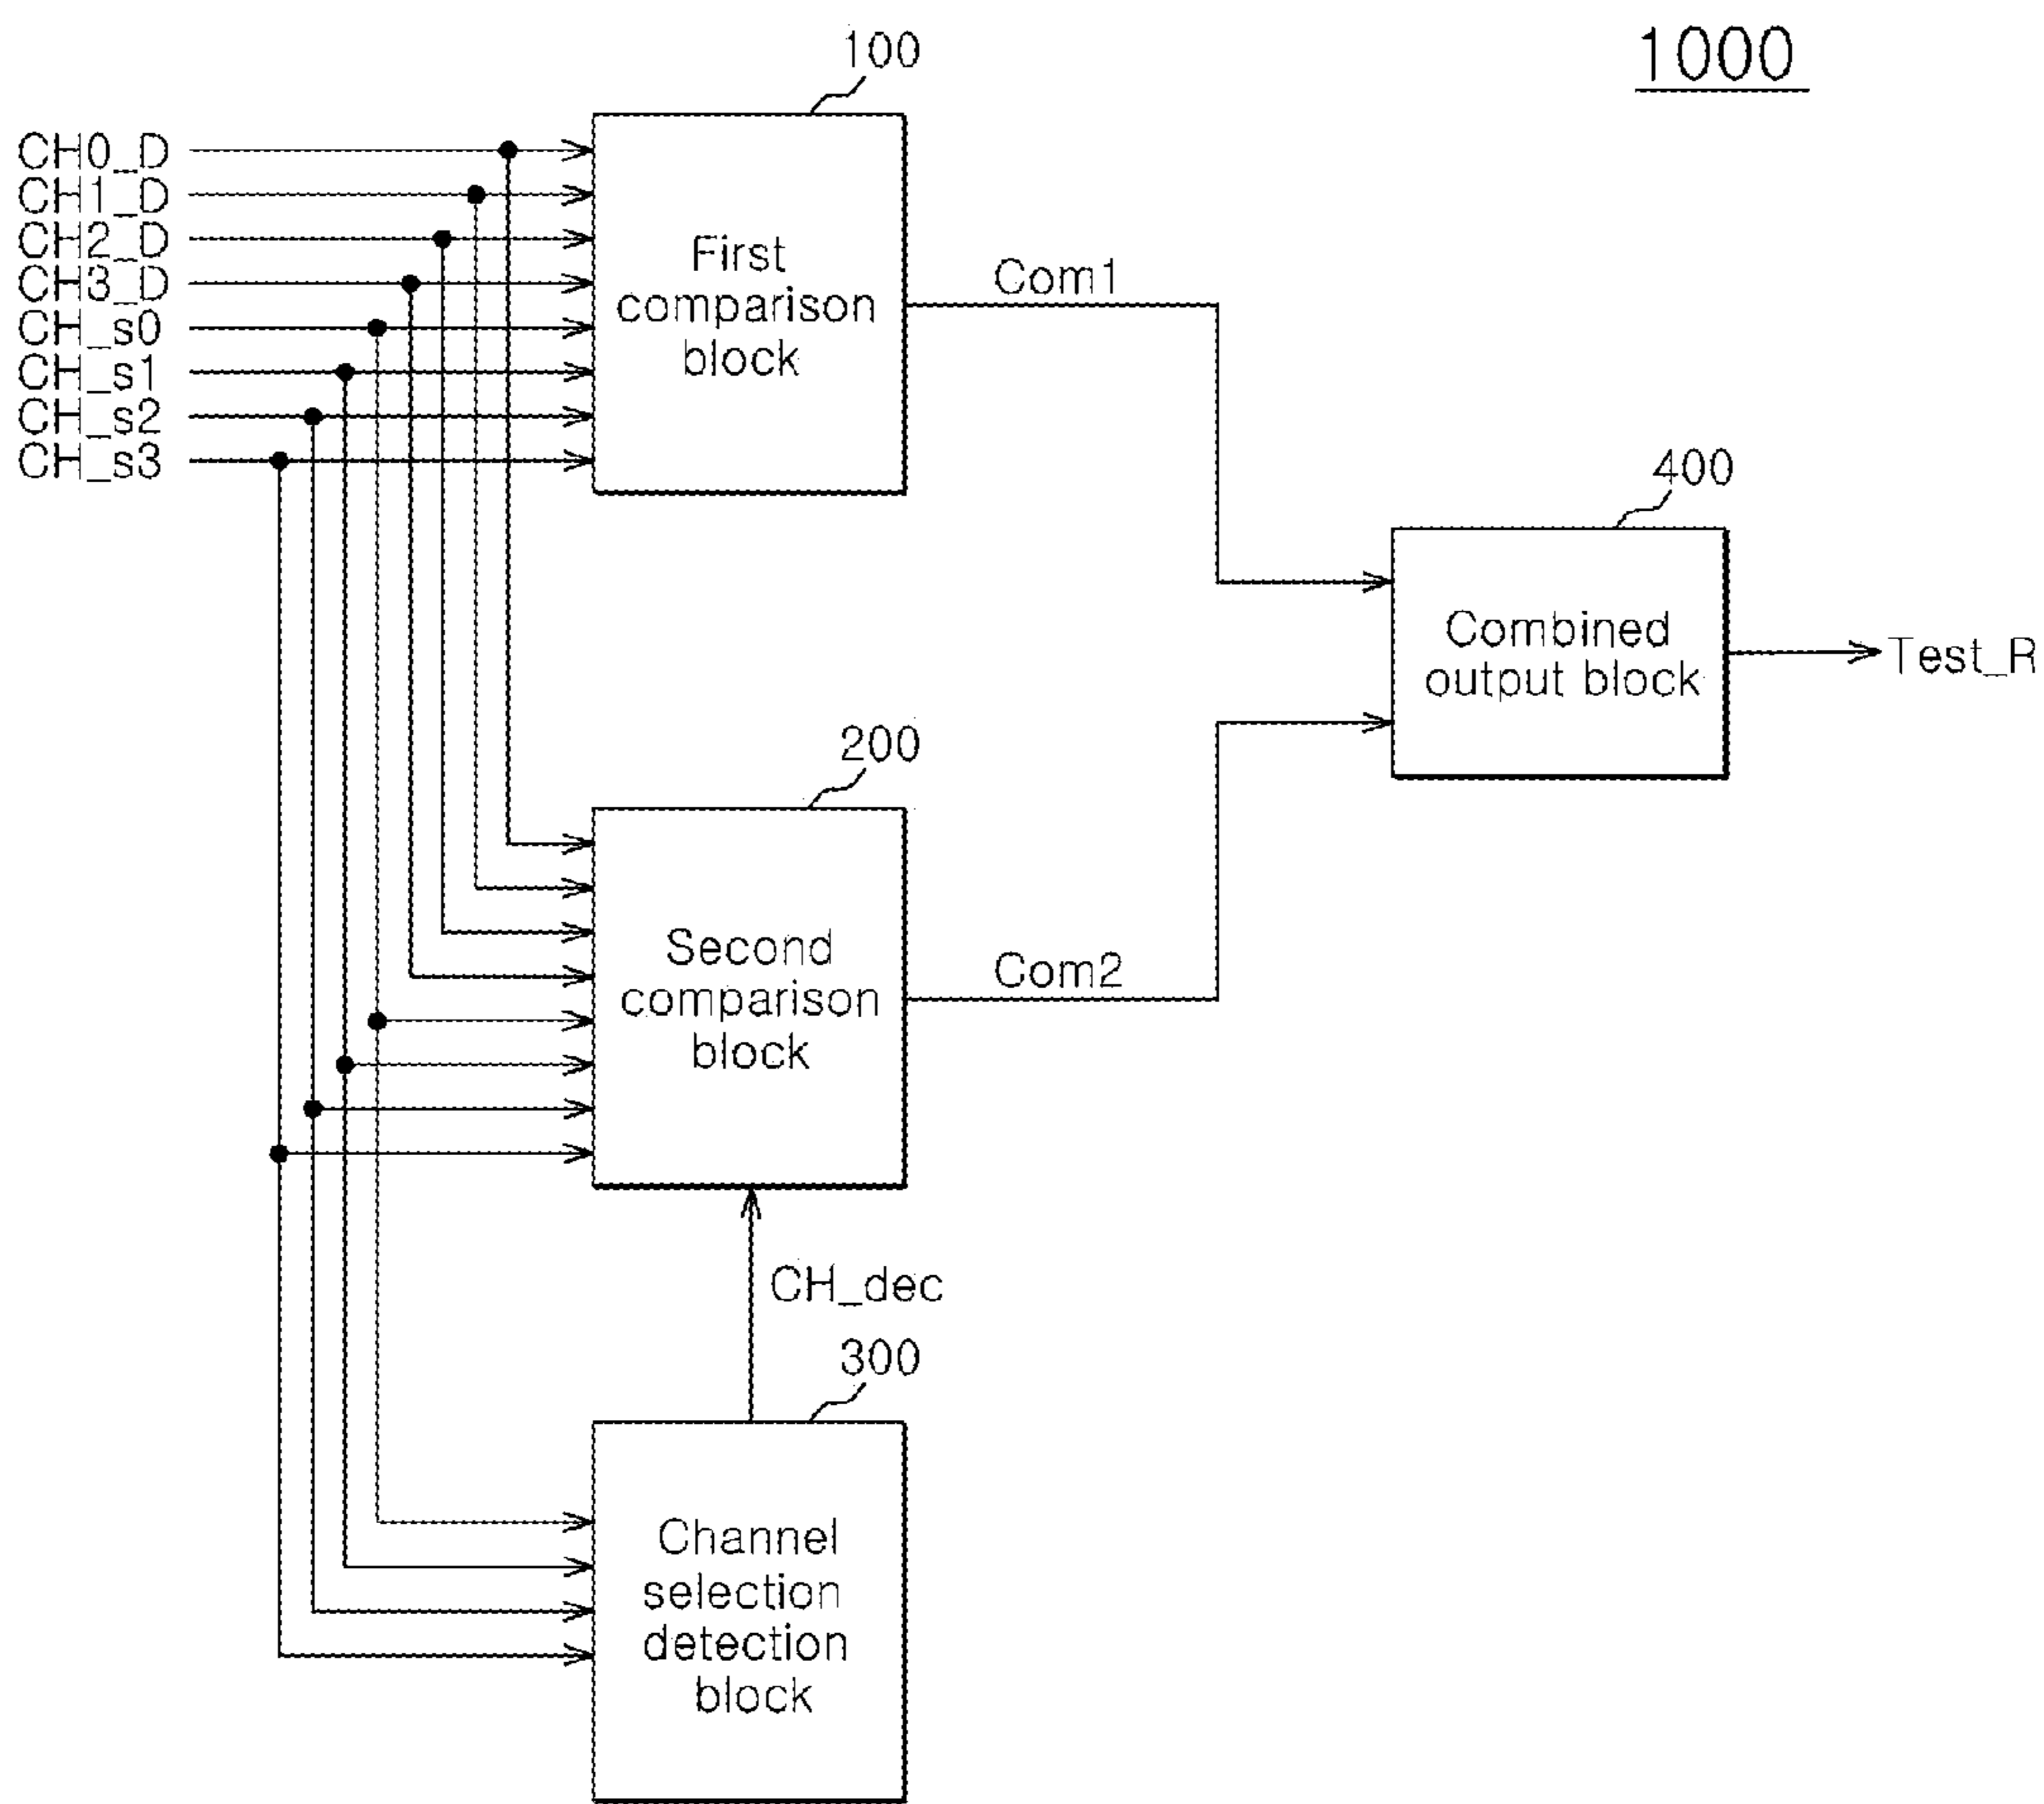 1000
100
CH0_D
CH1_D
CH2_D
CH3_D
CH_s0
CH_s1
CH_s2
CH_s3
First
comparison
block
Com1
400
Combined
output block
Test_R
200
Second
comparison
block
Com2
CH_dec
300
Channel
selection
detection
block